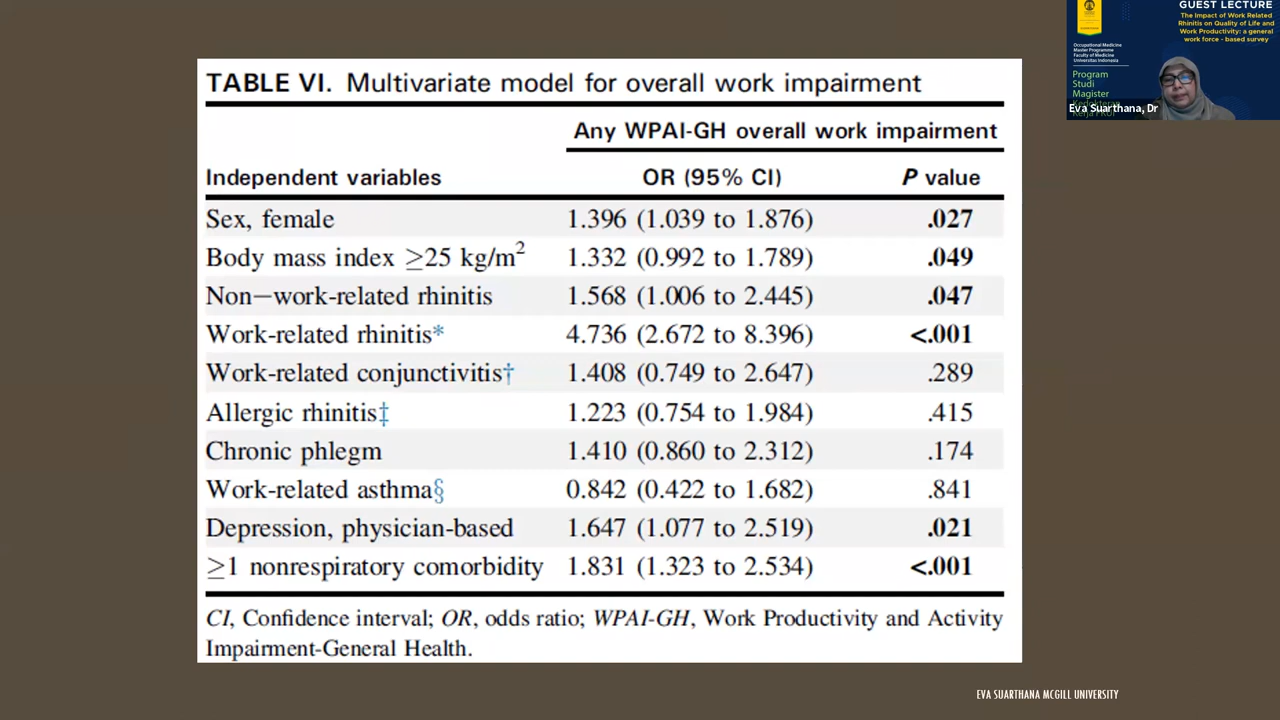 TABLE VI. Multivariate model for overall work impairment
Any WPAI-GH overall work impairment
Independent variables OR (95% CI) P value
Sex, female 1.396 (1.039 to 1.876) .027
Body mass index ≥25 kg/m² 1.332 (0.992 to 1.789) .049
Non–work-related rhinitis 1.568 (1.006 to 2.445) .047
Work-related rhinitis* 4.736 (2.672 to 8.396) <.001
Work-related conjunctivitis† 1.408 (0.749 to 2.647) .289
Allergic rhinitis‡ 1.223 (0.754 to 1.984) .415
Chronic phlegm 1.410 (0.860 to 2.312) .174
Work-related asthma§ 0.842 (0.422 to 1.682) .841
Depression, physician-based 1.647 (1.077 to 2.519) .021
≥1 nonrespiratory comorbidity 1.831 (1.323 to 2.534) <.001
CI, Confidence interval; OR, odds ratio; WPAI-GH, Work Productivity and Activity
Impairment-General Health.
EVA SUARTHANA MCGILL UNIVERSITY
GUEST LECTURE
The Impact of Work Related
Rhinitis on Quality of Life and
Work Productivity: a general
work force - based survey
Occupational Medicine
Master Programme
Faculty of Medicine
Universitas Indonesia
Program
Studi
Magister
Eva Suarthana, Dr